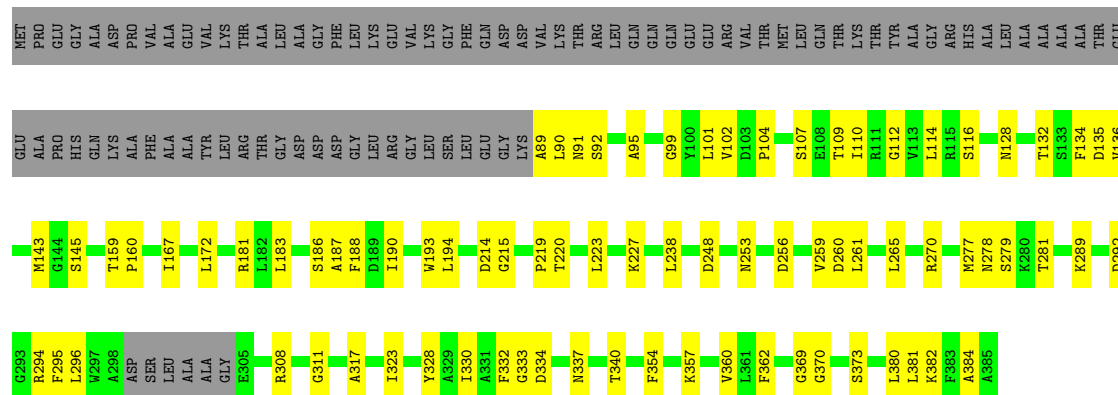 MET PRO GLU GLY ALA ASP PRO VAL ALA GLU VAL LYS THR ALA LEU ALA GLY PHE LEU LYS GLU VAL LYS GLY PHE GLN ASP ASP VAL LYS THR ARG LEU GLN GLN GLN GLU GLU ARG VAL THR MET LEU GLN THR LYS THR TYR ALA GLY ARG HIS ALA LEU ALA ALA ALA ALA THR GLU
GLU ALA PRO HIS GLN LYS ALA PHE ALA ALA TYR LEU ARG THR GLY ASP ASP ASP GLY LEU ARG GLY LEU SER LEU GLU GLY LYS A89 L90 N91 S92 A95 G99 Y100 L101 V102 D103 P104 S107 E108 T109 I110 R111 G112 V113 L114 R115 S116 N128 T132 S133 F134 D135 V136
M143 G144 S145 T159 P160 I167 L172 R181 L182 L183 S186 A187 F188 D189 I190 W193 L194 D214 G215 P219 T220 L223 K227 L238 D248 N253 D256 V259 D260 L261 L265 R270 M277 N278 S279 K280 T281 K289 D292
G293 R294 F295 L296 W297 A298 ASP SER LEU ALA ALA GLY E305 R308 G311 A317 I323 Y328 A329 I330 A331 F332 G333 D334 N337 T340 F354 K357 V360 L361 F362 G369 G370 S373 L380 L381 K382 F383 A384 A385